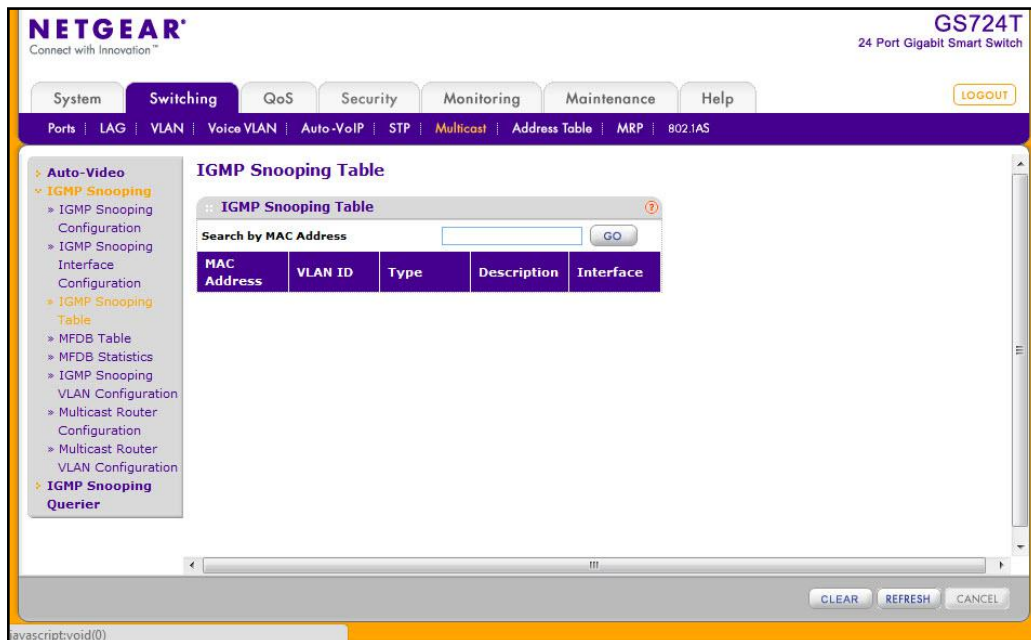 NETGEAR®
Connect with Innovation™
GS724T
24 Port Gigabit Smart Switch
System
Switching
QoS
Security
Monitoring
Maintenance
Help
LOGOUT
Ports | LAG | VLAN | Voice VLAN | Auto-VoIP | STP | Multicast | Address Table | MRP | 802.1AS
Auto-Video
IGMP Snooping
» IGMP Snooping
Configuration
» IGMP Snooping
Interface
Configuration
» IGMP Snooping
Table
» MFDB Table
» MFDB Statistics
» IGMP Snooping
VLAN Configuration
» Multicast Router
Configuration
» Multicast Router
VLAN Configuration
IGMP Snooping
Querier
IGMP Snooping Table
IGMP Snooping Table
?
Search by MAC Address
GO
MAC
Address
VLAN ID
Type
Description
Interface
CLEAR
REFRESH
CANCEL
javascript:void(0)